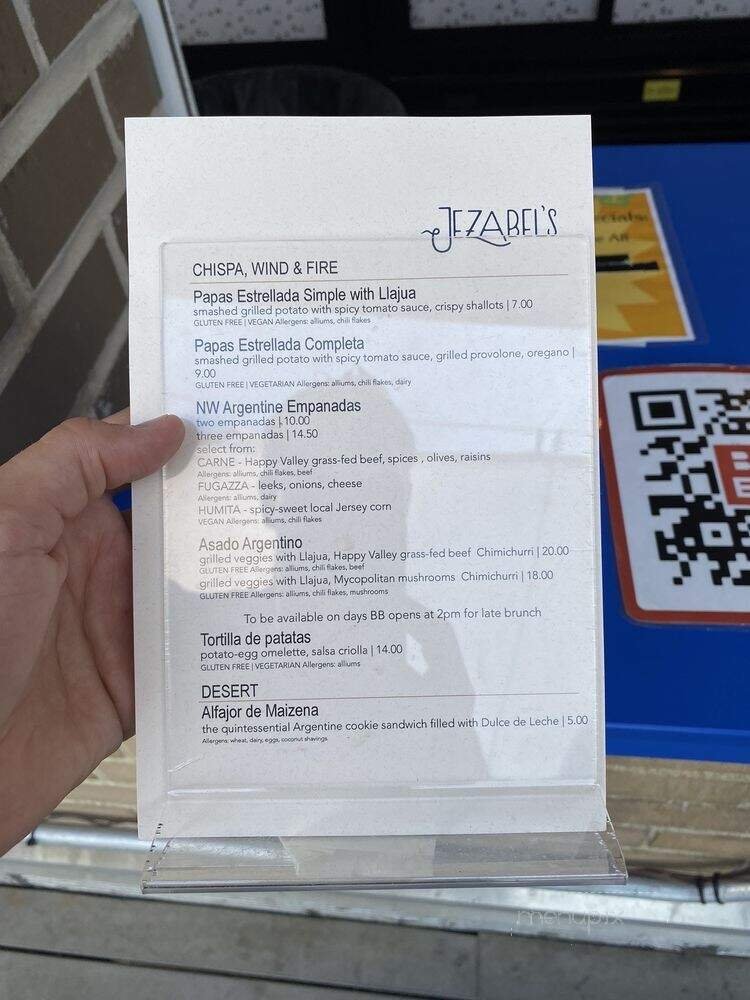 JEZABEL'S
CHISPA, WIND & FIRE
Papas Estrellada Simple with Llajua
smashed grilled potato with spicy tomato sauce, crispy shallots | 7.00
GLUTEN FREE | VEGAN Allergens: alliums, chili flakes
Papas Estrellada Completa
smashed grilled potato with spicy tomato sauce, grilled provolone, oregano |
9.00
GLUTEN FREE | VEGETARIAN Allergens: alliums, chili flakes, dairy
NW Argentine Empanadas
two empanadas | 10.00
three empanadas | 14.50
select from:
CARNE - Happy Valley grass-fed beef, spices , olives, raisins
Allergens: alliums, chili flakes, beef
FUGAZZA - leeks, onions, cheese
Allergens: alliums, dairy
HUMITA - spicy-sweet local Jersey corn
VEGAN Allergens: alliums, chili flakes
Asado Argentino
grilled veggies with Llajua, Happy Valley grass-fed beef Chimichurri | 20.00
GLUTEN FREE Allergens: alliums, chili flakes, beef
grilled veggies with Llajua, Mycopolitan mushrooms Chimichurri | 18.00
GLUTEN FREE Allergens: alliums, chili flakes, mushrooms
To be available on days BB opens at 2pm for late brunch
Tortilla de patatas
potato-egg omelette, salsa criolla | 14.00
GLUTEN FREE | VEGETARIAN Allergens: alliums
DESERT
Alfajor de Maizena
the quintessential Argentine cookie sandwich filled with Dulce de Leche | 5.00
Allergens: wheat, dairy, eggs, coconut shavings
menupix